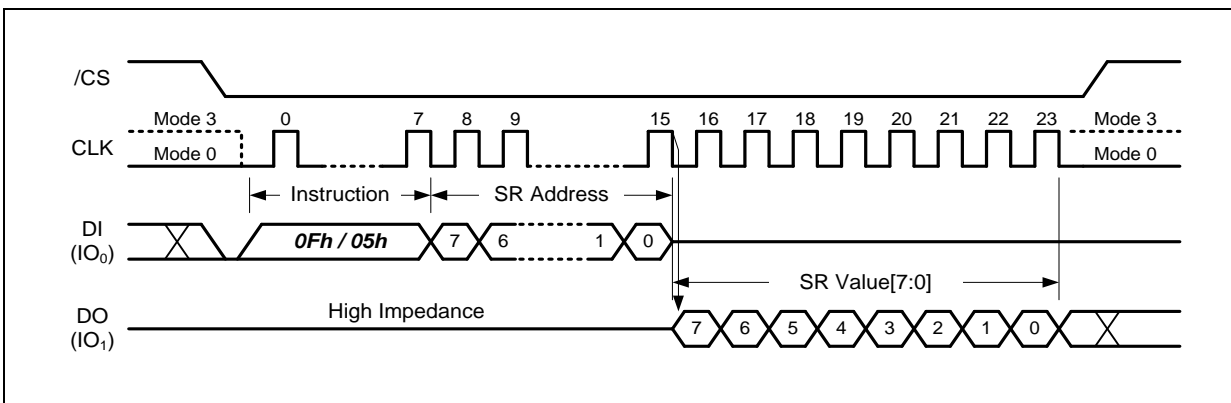 /CS
Mode 3 0 7 8 9 15 16 17 18 19 20 21 22 23 Mode 3
CLK
Mode 0 Mode 0
Instruction SR Address
DI
(IO₀)
0Fh / 05h 7 6 1 0
SR Value[7:0]
High Impedance
DO
(IO₁)
7 6 5 4 3 2 1 0